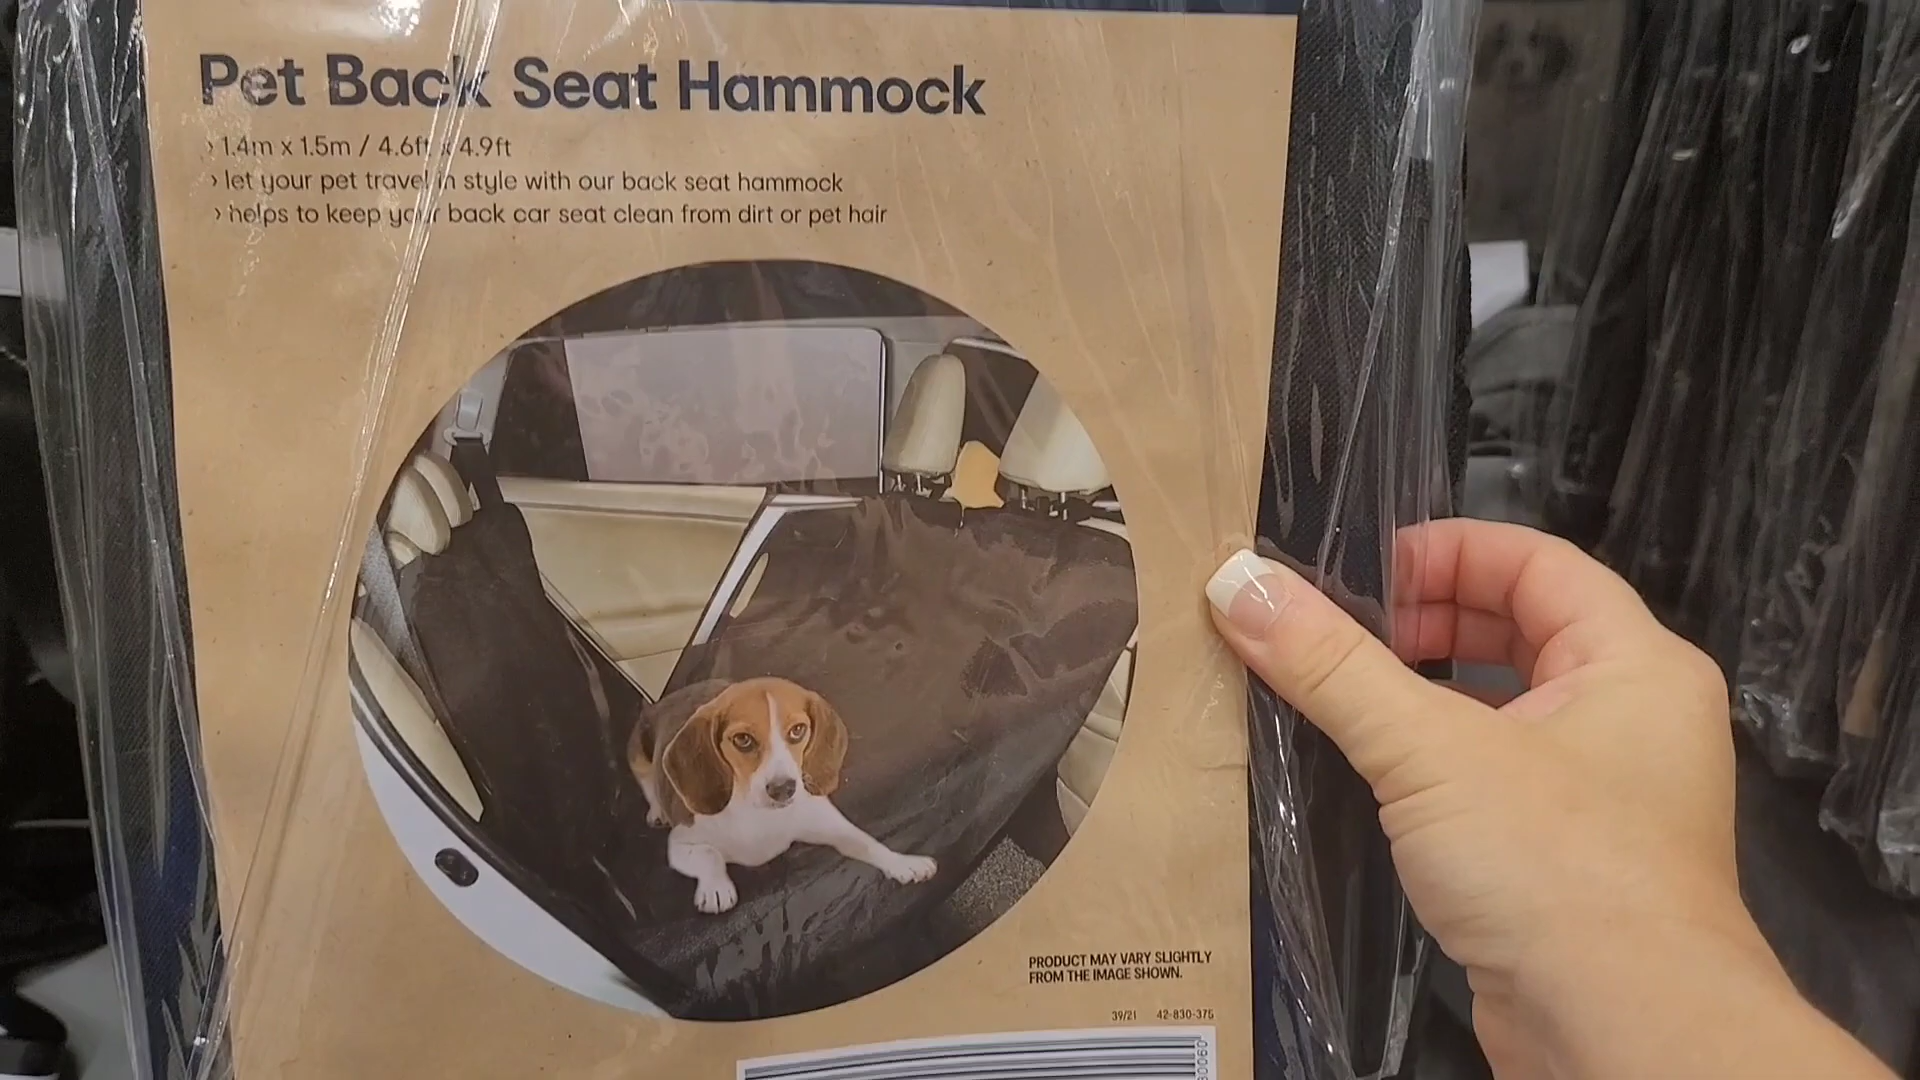 Pet Back Seat Hammock
› 1.4m x 1.5m / 4.6ft x 4.9ft
› let your pet travel in style with our back seat hammock
› helps to keep your back car seat clean from dirt or pet hair
PRODUCT MAY VARY SLIGHTLY
FROM THE IMAGE SHOWN.
39/21 42-830-375